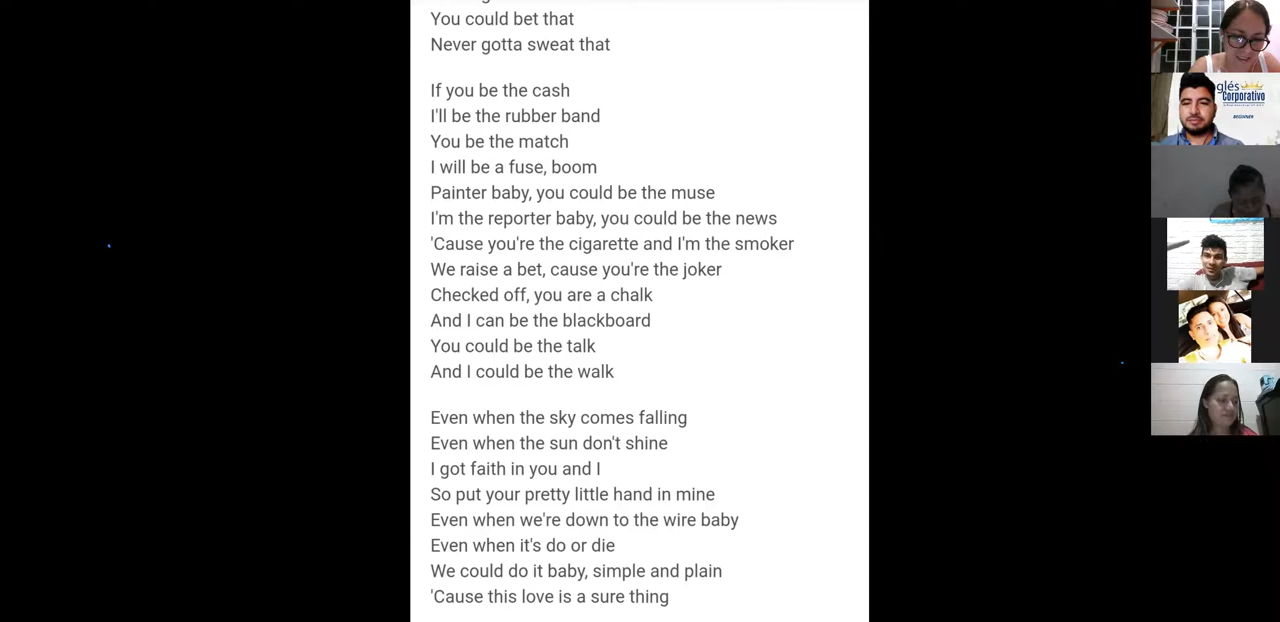 You could bet that
Never gotta sweat that
If you be the cash
I'll be the rubber band
You be the match
I will be a fuse, boom
Painter baby, you could be the muse
I'm the reporter baby, you could be the news
'Cause you're the cigarette and I'm the smoker
We raise a bet, cause you're the joker
Checked off, you are a chalk
And I can be the blackboard
You could be the talk
And I could be the walk
Even when the sky comes falling
Even when the sun don't shine
I got faith in you and I
So put your pretty little hand in mine
Even when we're down to the wire baby
Even when it's do or die
We could do it baby, simple and plain
'Cause this love is a sure thing
glés
Corporativo
BEGINNER